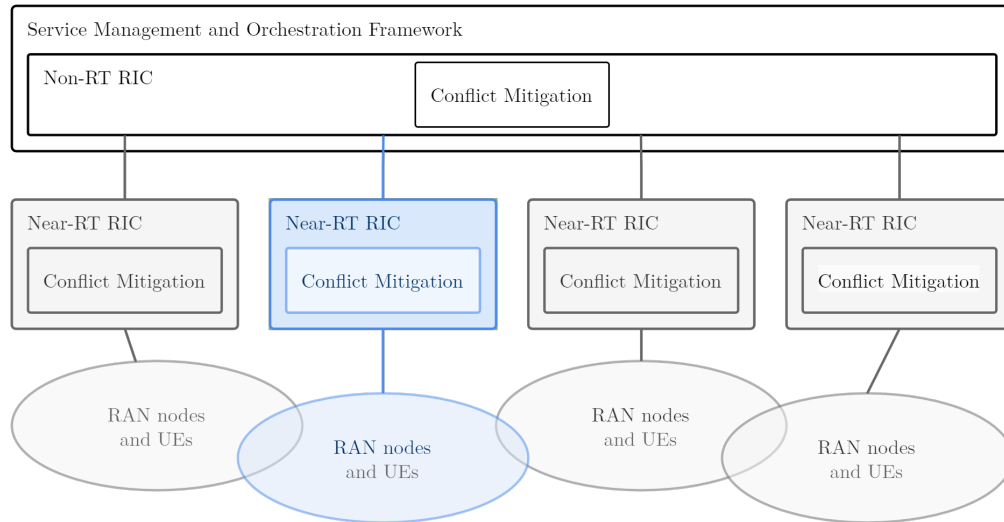 Service Management and Orchestration Framework
Non-RT RIC
Conflict Mitigation
Near-RT RIC
Near-RT RIC
Near-RT RIC
Near-RT RIC
Conflict Mitigation
Conflict Mitigation
Conflict Mitigation
Conflict Mitigation
RAN nodes
and UEs
RAN nodes
and UEs
RAN nodes
and UEs
RAN nodes
and UEs